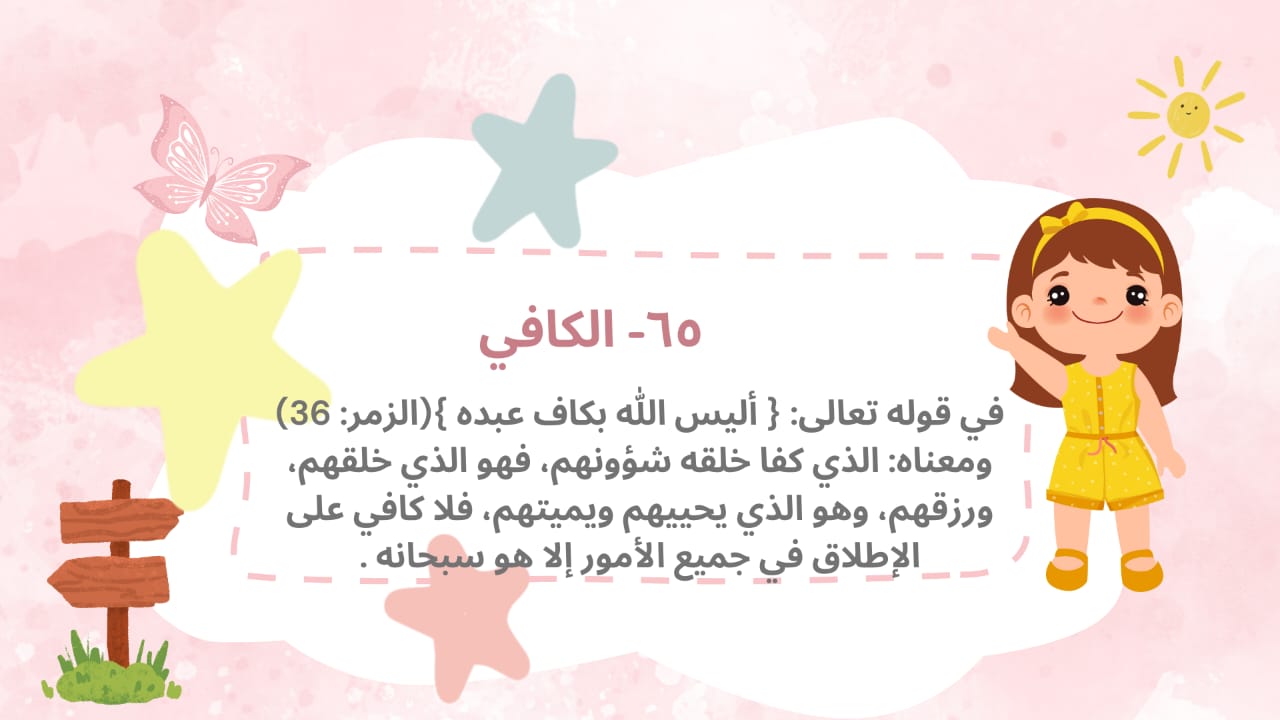 ٦٥- الكافي
في قوله تعالى: { أليس الله بكاف عبده }(الزمر: 36)
ومعناه: الذي كفا خلقه شؤونهم، فهو الذي خلقهم،
ورزقهم، وهو الذي يحييهم ويميتهم، فلا كافي على
الإطلاق في جميع الأمور إلا هو سبحانه .